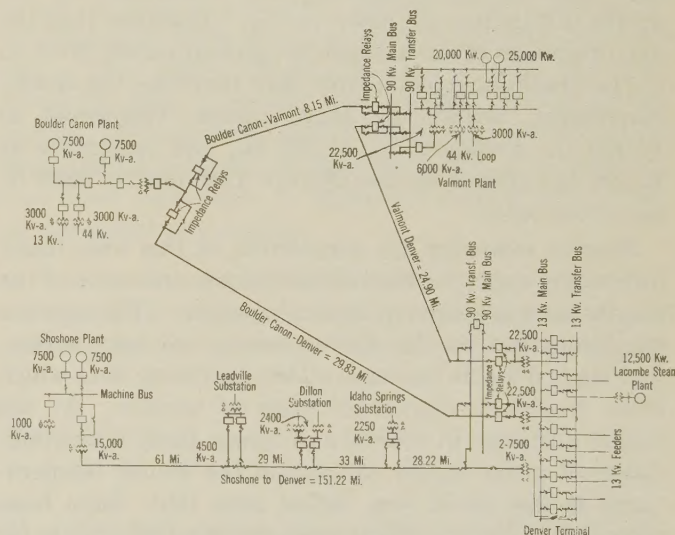 20,000 Kw.
25,000 Kw.
Impedance Relays
90 Kv. Main Bus
90 Kv. Transfer Bus
Boulder Canon-Valmont 8.15 Mi.
Boulder Canon Plant
7500
7500
Kv-a.
Impedance Relays
3000
Kv-a.
13 Kv.
3000 Kv-a.
44 Kv.
22,500
Kv-a.
3000
Kv-a.
44 Kv. Loop
6000
Kv-a.
Valmont Plant
Valmont Denver = 24.90 Mi.
Boulder Canon-Denver = 29.83 Mi.
90 Kv. Transf. Bus
90 Kv. Main Bus
13 Kv. Main Bus
13 Kv. Transfer Bus
22,500
Kv-a.
Impedance
Relays
22,500
Kv-a.
12,500 Kw.
Lacombe Steam
Plant
Shoshone Plant
7500
Kv-a.
7500
Kv-a.
Machine Bus
1000
Kv-a.
15,000
Kv-a.
Leadville
Substation
Dillon
Substation
Idaho Springs
Substation
4500
Kv-a.
2400
Kv-a.
2250
Kv-a.
2-7500
Kv-a.
13 Kv. Feeders
61 Mi.
29 Mi.
33 Mi.
28.22 Mi.
Shoshone to Denver = 151.22 Mi.
Denver Terminal